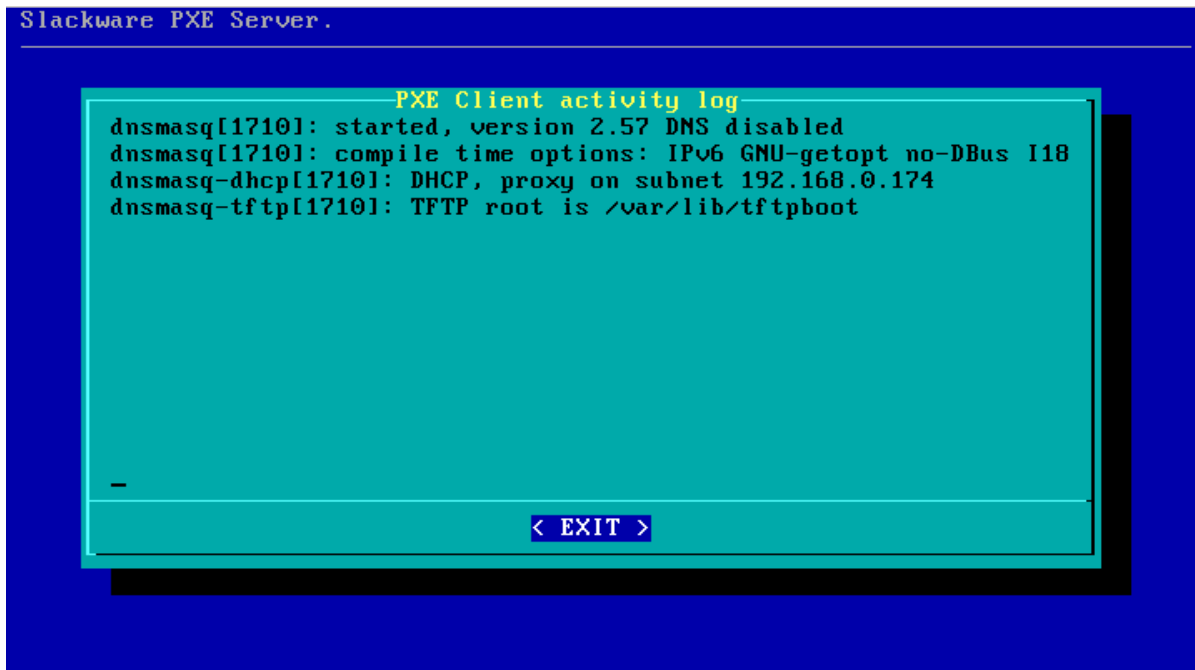 Slackware PXE Server.
PXE Client activity log
dnsmasq[1710]: started, version 2.57 DNS disabled
dnsmasq[1710]: compile time options: IPv6 GNU-getopt no-DBus I18
dnsmasq-dhcp[1710]: DHCP, proxy on subnet 192.168.0.174
dnsmasq-tftp[1710]: TFTP root is /var/lib/tftpboot
< EXIT >